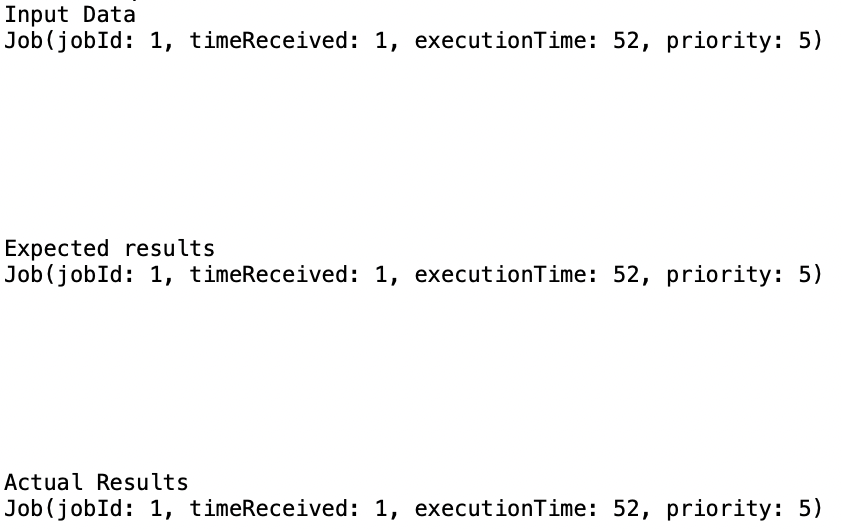 Input Data
Job(jobId: 1, timeReceived: 1, executionTime: 52, priority: 5)
Expected results
Job(jobId: 1, timeReceived: 1, executionTime: 52, priority: 5)
Actual Results
Job(jobId: 1, timeReceived: 1, executionTime: 52, priority: 5)